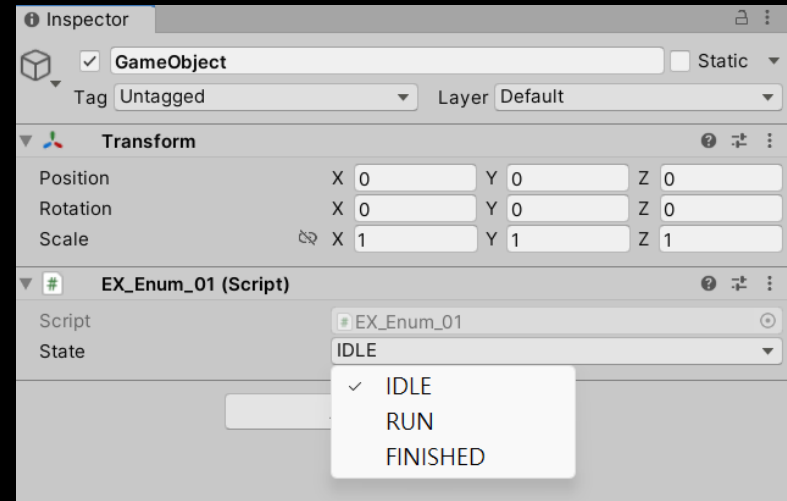 Inspector
GameObject Static
Tag Untagged Layer Default
Transform
Position X 0 Y 0 Z 0
Rotation X 0 Y 0 Z 0
Scale X 1 Y 1 Z 1
# EX_Enum_01 (Script)
Script # EX_Enum_01
State IDLE
IDLE
RUN
FINISHED